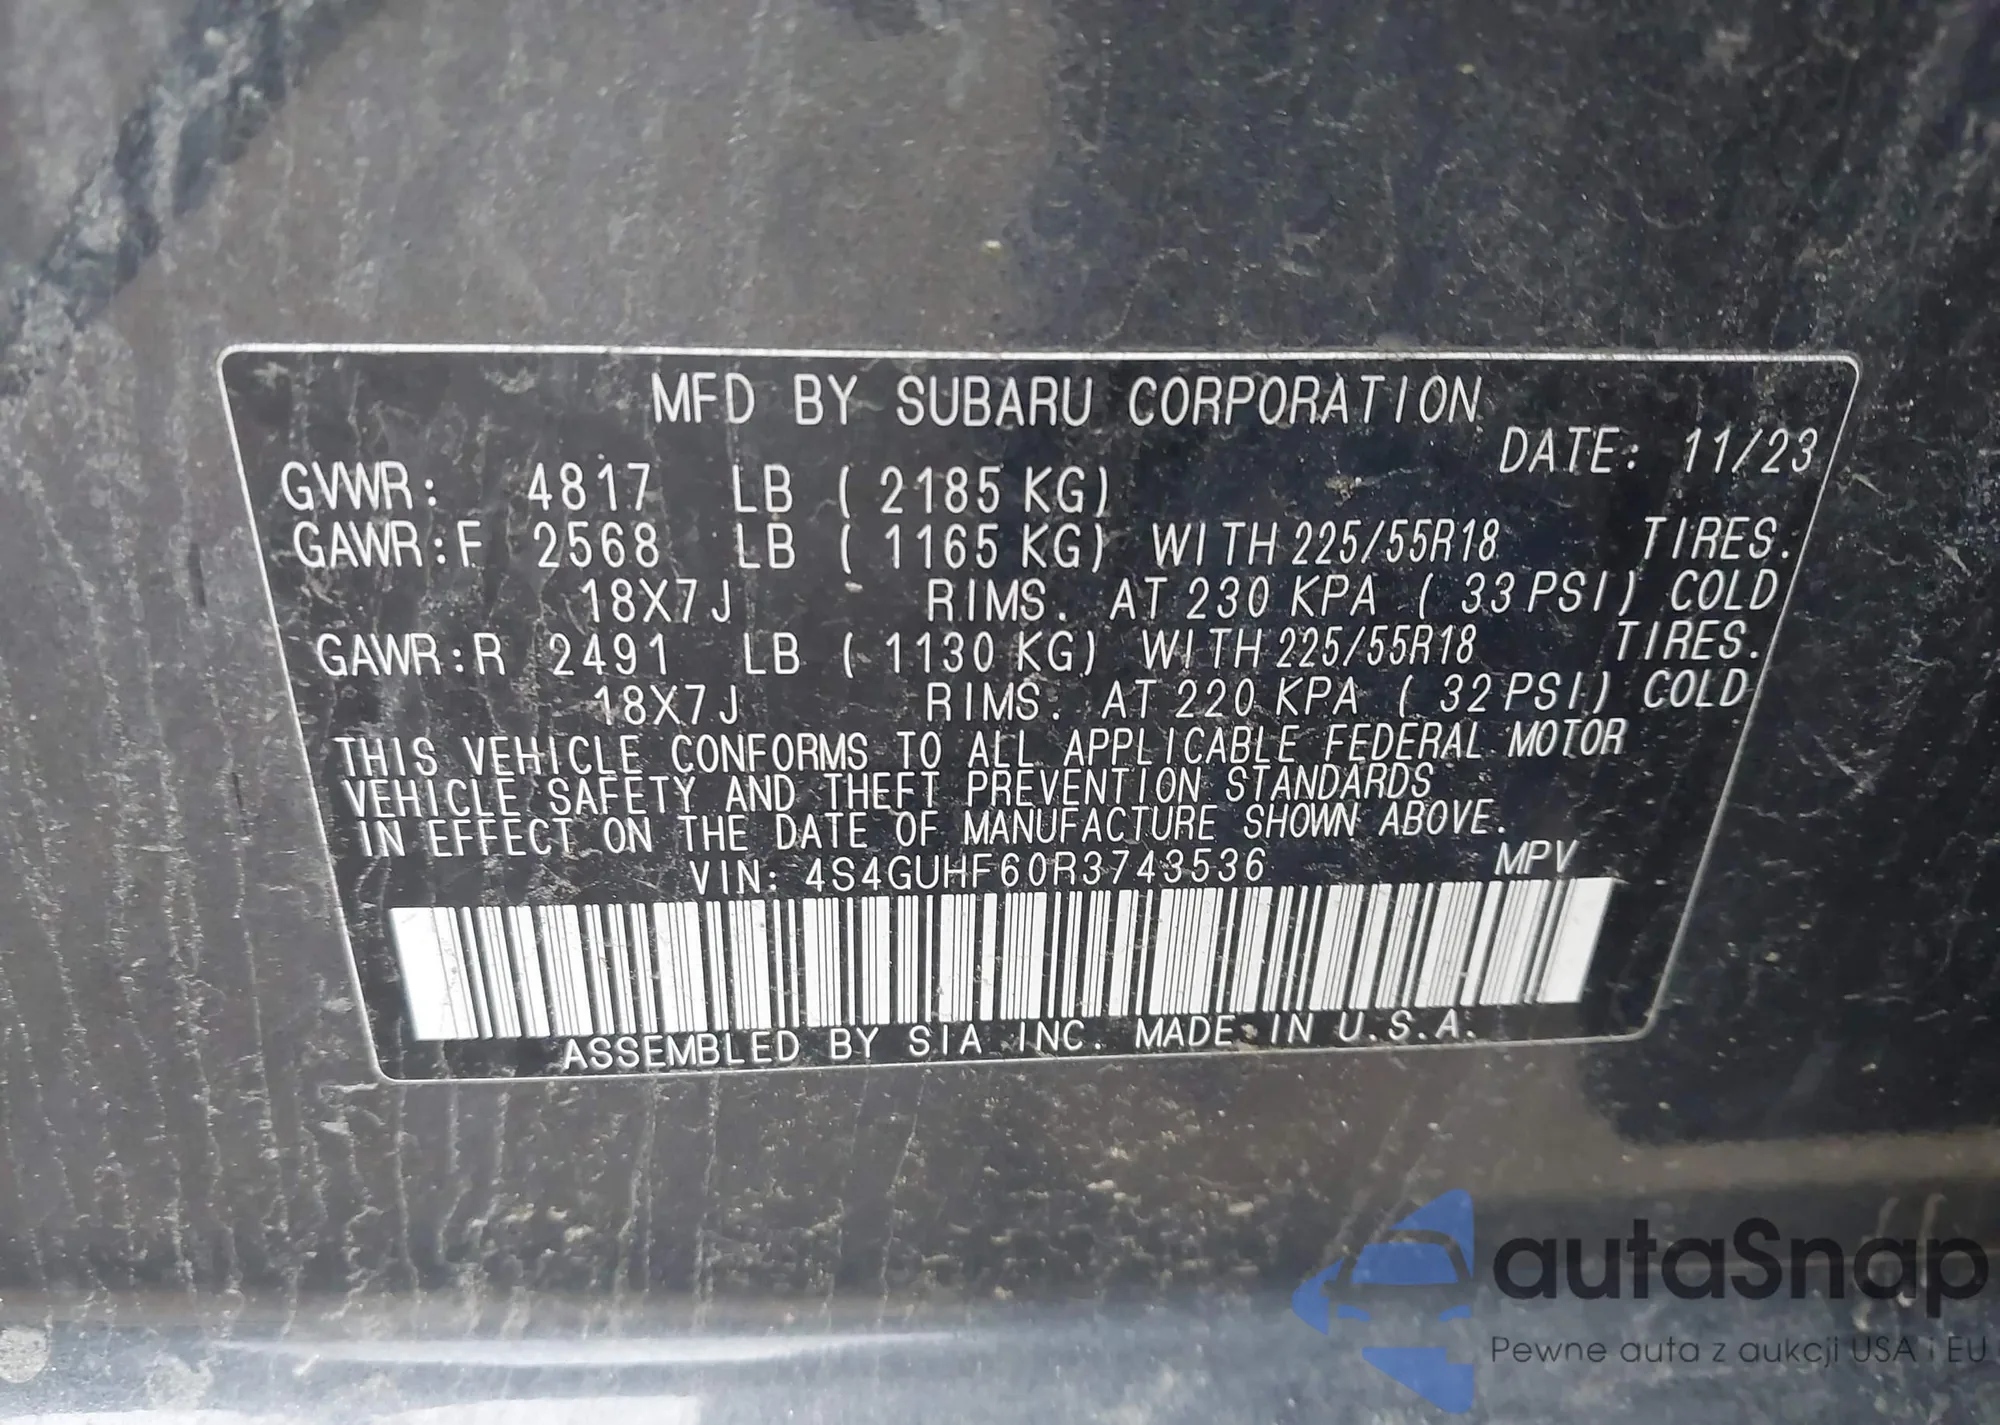 MFD BY SUBARU CORPORATION
DATE: 11/23
GVWR: 4817 LB ( 2185 KG)
GAWR:F 2568 LB ( 1165 KG) WITH 225/55R18 TIRES.
18X7J RIMS. AT 230 KPA ( 33 PSI) COLD
GAWR:R 2491 LB ( 1130 KG) WITH 225/55R18 TIRES.
18X7J RIMS. AT 220 KPA ( 32 PSI) COLD
THIS VEHICLE CONFORMS TO ALL APPLICABLE FEDERAL MOTOR
VEHICLE SAFETY AND THEFT PREVENTION STANDARDS
IN EFFECT ON THE DATE OF MANUFACTURE SHOWN ABOVE.
VIN: 4S4GUHF60R3743536 MPV
ASSEMBLED BY SIA INC. MADE IN U.S.A.
autaSnap
Pewne auta z aukcji USA i EU